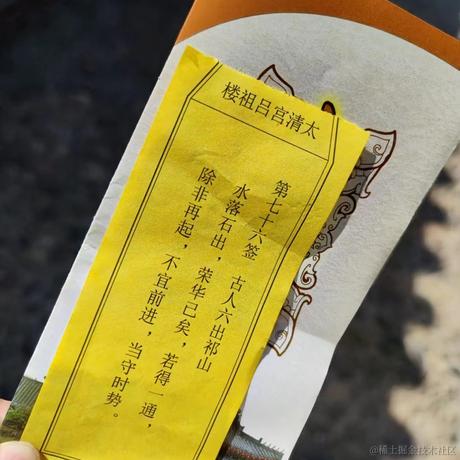 太清宫吕祖楼
第七十六签 古人六出祁山
水落石出，荣华已矣，若得一通，
除非再起，不宜前进，当守时势。
@稀土掘金技术社区